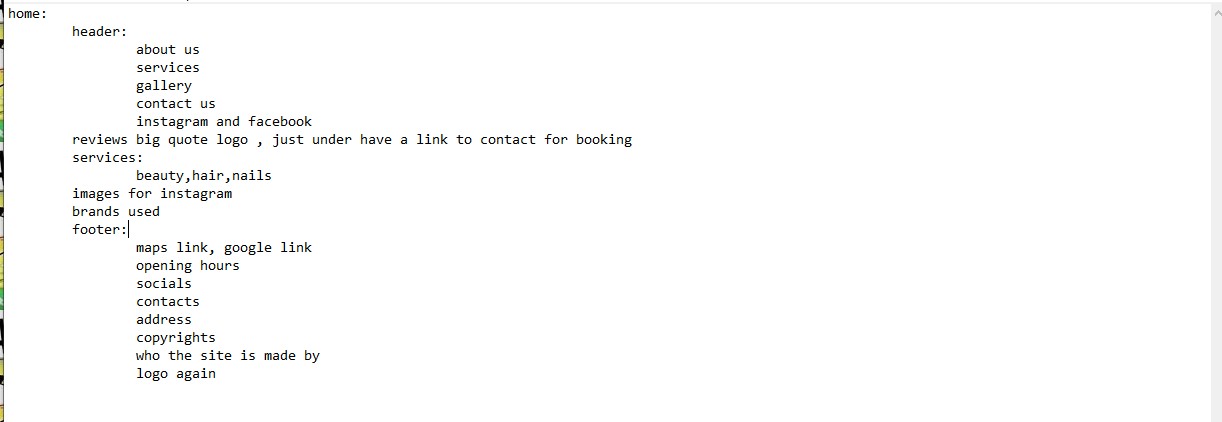 home:
header:
about us
services
gallery
contact us
instagram and facebook
reviews big quote logo , just under have a link to contact for booking
services:
beauty,hair,nails
images for instagram
brands used
footer:
maps link, google link
opening hours
socials
contacts
address
copyrights
who the site is made by
logo again